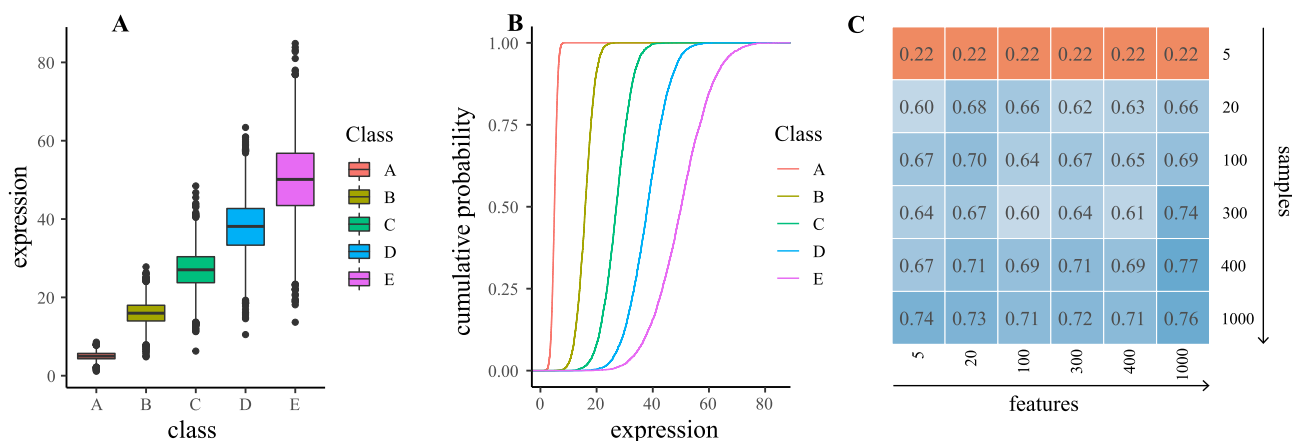 A
expression
80
60
40
20
0
A B C D E
class
Class
A
B
C
D
E
B
cumulative probability
1.00
0.75
0.50
0.25
0.00
0 20 40 60 80
expression
Class
A
B
C
D
E
C
0.22 0.22 0.22 0.22 0.22 0.22 5
0.60 0.68 0.66 0.62 0.63 0.66 20
0.67 0.70 0.64 0.67 0.65 0.69 100
0.64 0.67 0.60 0.64 0.61 0.74 300
0.67 0.71 0.69 0.71 0.69 0.77 400
0.74 0.73 0.71 0.72 0.71 0.76 1000
5 20 100 300 400 1000
features
samples